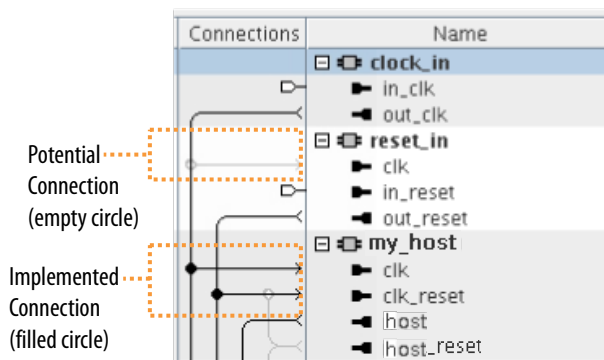 Connections Name
clock_in
in_clk
out_clk
reset_in
Potential
Connection
(empty circle)
clk
in_reset
out_reset
my_host
Implemented
Connection
(filled circle)
clk
clk_reset
host
host_reset